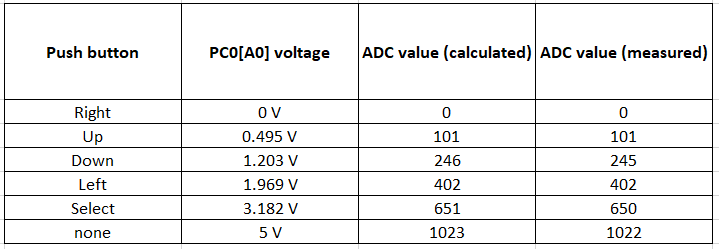 Push button PC0[A0] voltage ADC value (calculated) ADC value (measured)
Right 0 V 0 0
Up 0.495 V 101 101
Down 1.203 V 246 245
Left 1.969 V 402 402
Select 3.182 V 651 650
none 5 V 1023 1022